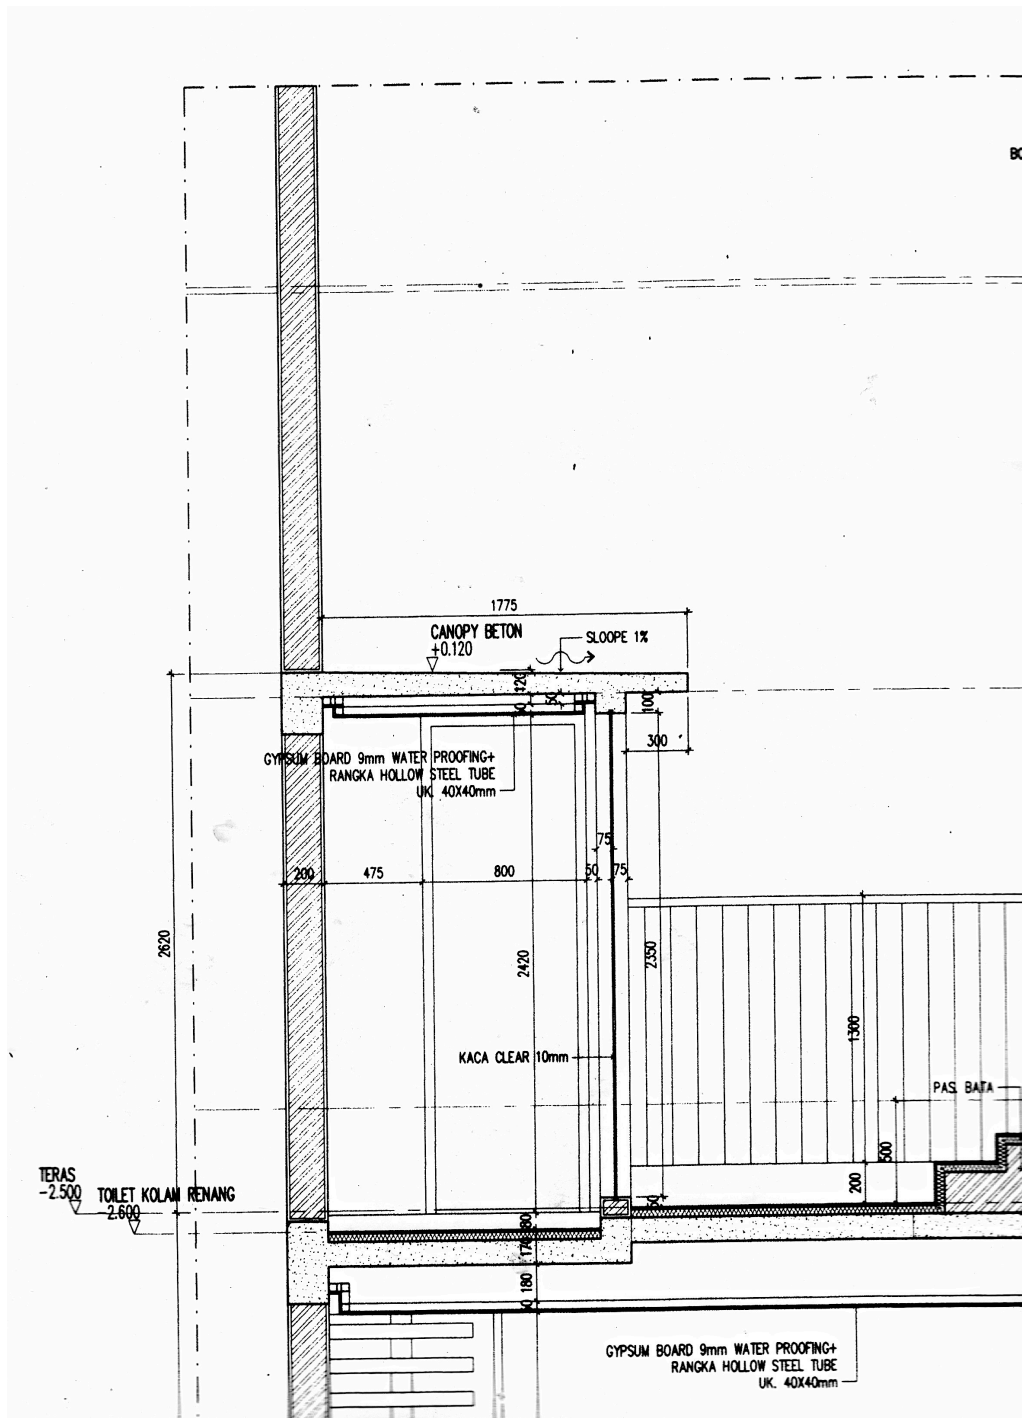 BO
1775
CANOPY BETON
+0.120
SLOOPE 1%
120
50
50
100
300
GYPSUM BOARD 9mm WATER PROOFING+
RANGKA HOLLOW STEEL TUBE
UK. 40X40mm
75
200
475
800
50
75
2620
2420
2350
1300
KACA CLEAR 10mm
PAS. BATA
500
200
50
TERAS
-2.500
TOILET KOLAM RENANG
-2.600
80
170
180
50
GYPSUM BOARD 9mm WATER PROOFING+
RANGKA HOLLOW STEEL TUBE
UK. 40X40mm